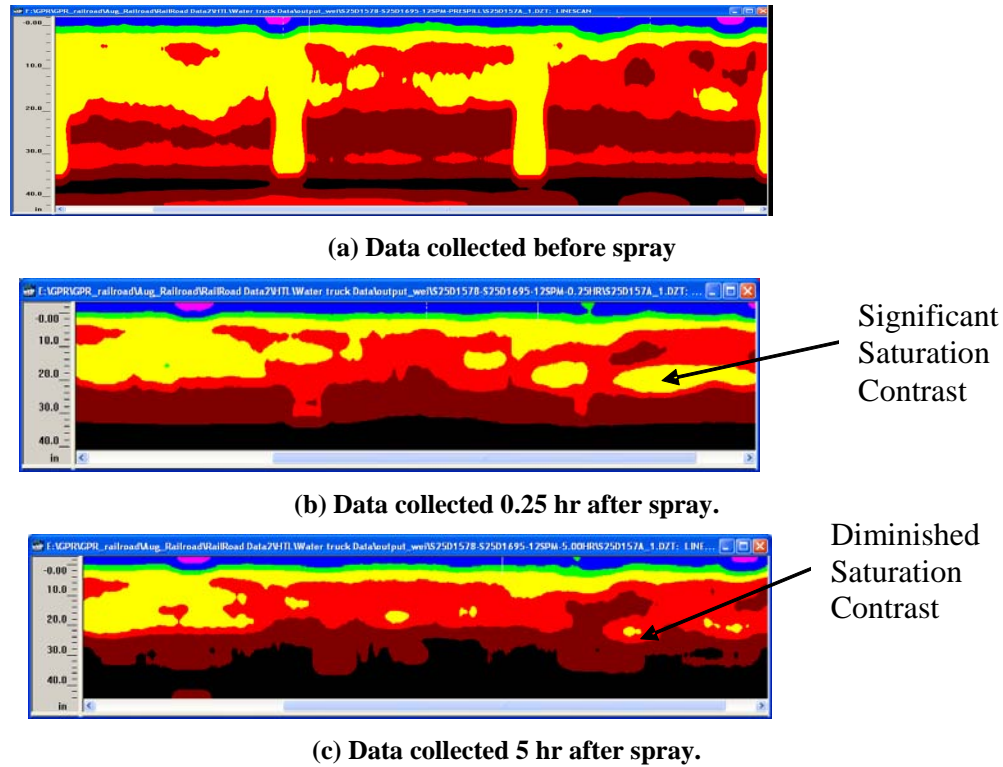 F:\GPR\GPR_railroad\Aug_Railroad\RailRoad Data2\HTL\Water truck Data\output_wel\S25D1578-S25D1695-12SPM-PRESPILL\S25D157A_1.DZT: LINESCAN
-0.00
10.0
20.0
30.0
40.0
in
(a) Data collected before spray
E:\GPR\GPR_railroad\Aug_Railroad\RailRoad Data2\HTL\Water truck Data\output_wel\S25D1578-S25D1695-12SPM-0.25HR\S25D157A_1.DZT: ...
-0.00
10.0
20.0
30.0
40.0
in
Significant
Saturation
Contrast
(b) Data collected 0.25 hr after spray.
E:\GPR\GPR_railroad\Aug_Railroad\RailRoad Data2\HTL\Water truck Data\output_wel\S25D1578-S25D1695-12SPM-5.00HR\S25D157A_1.DZT: LINE...
-0.00
10.0
20.0
30.0
40.0
in
Diminished
Saturation
Contrast
(c) Data collected 5 hr after spray.